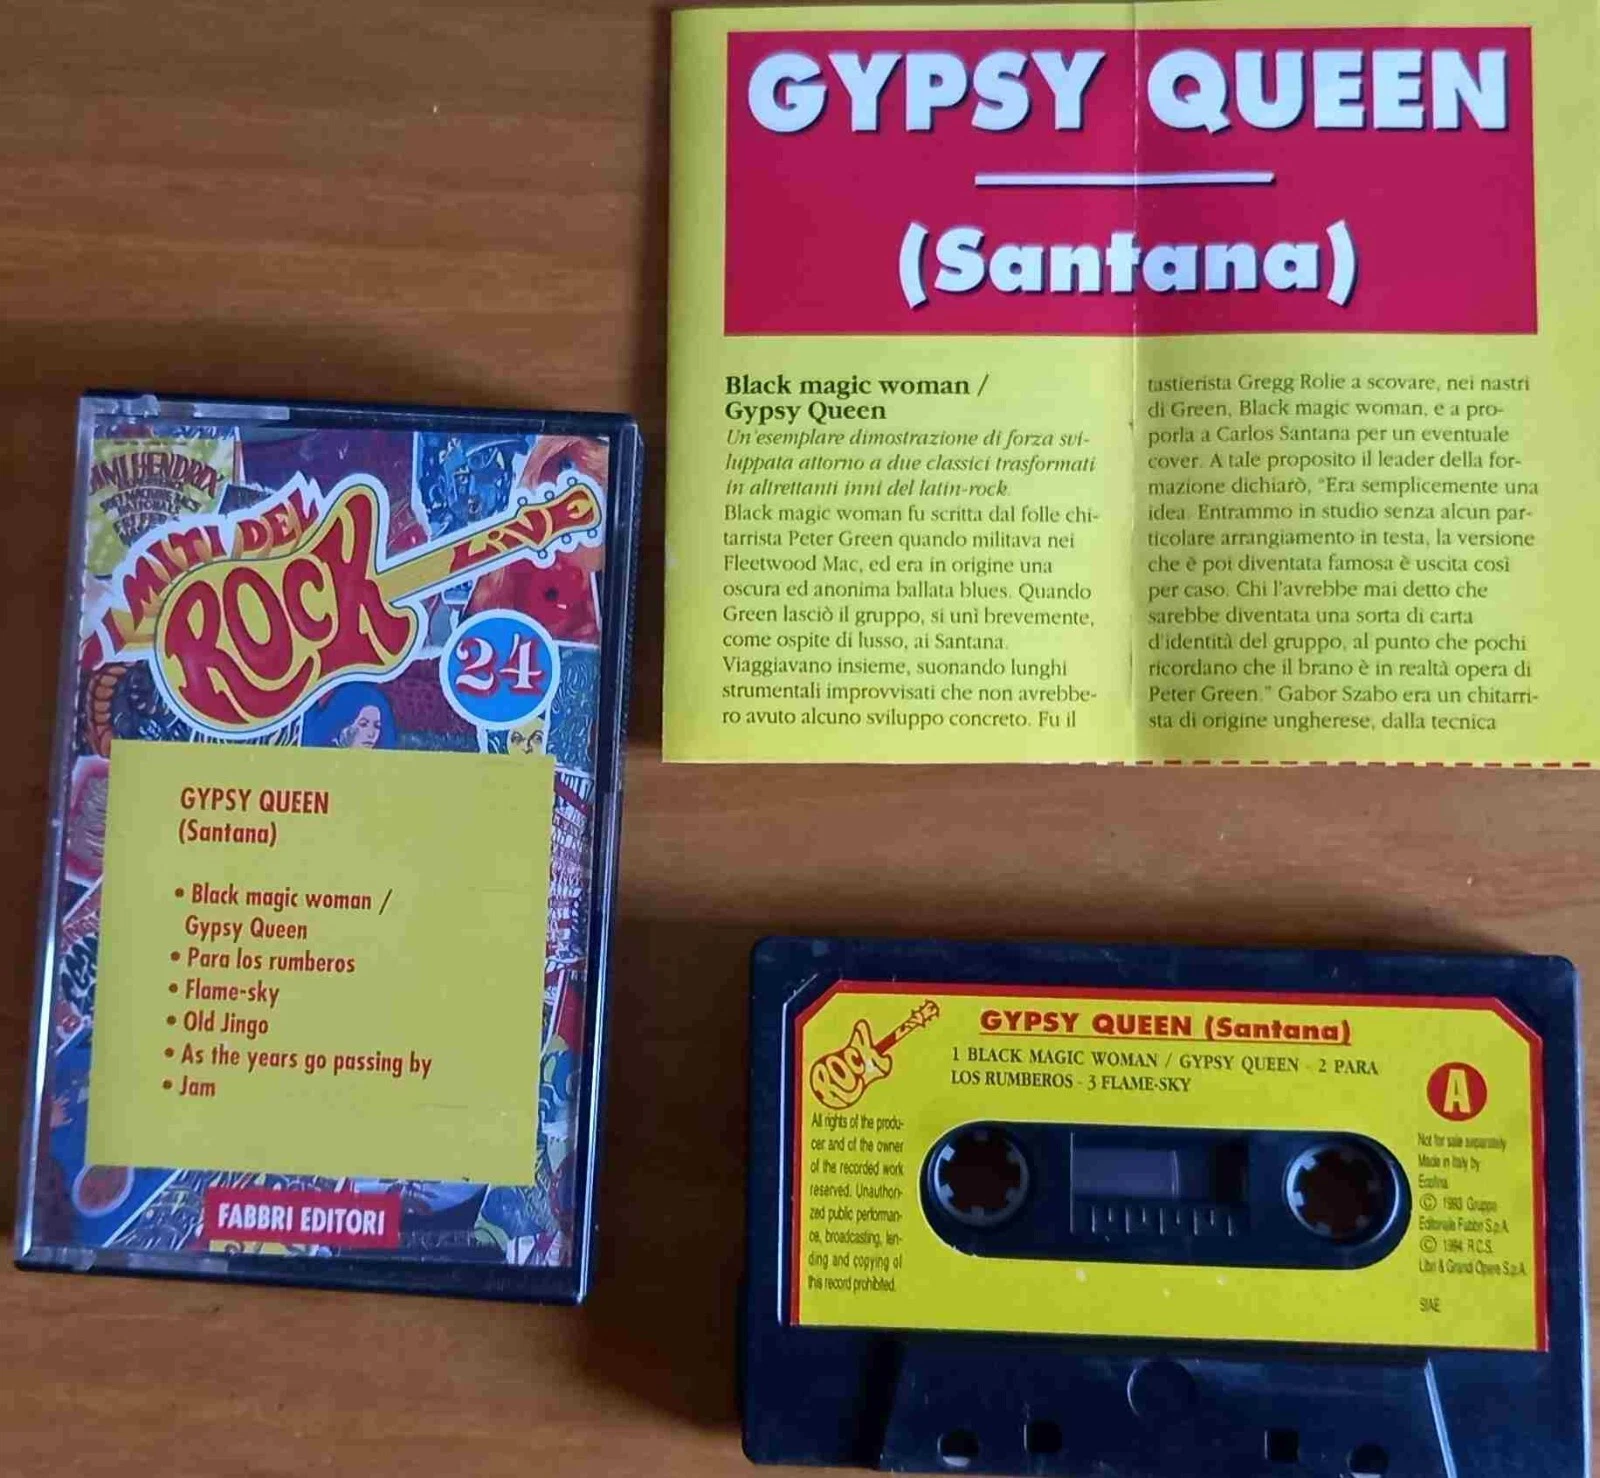 GYPSY QUEEN
(Santana)
Black magic woman /
Gypsy Queen
Un'esemplare dimostrazione di forza svi-
luppata attorno a due classici trasformati
in altrettanti inni del latin-rock.
Black magic woman fu scritta dal folle chi-
tarrista Peter Green quando militava nei
Fleetwood Mac, ed era in origine una
oscura ed anonima ballata blues. Quando
Green lasciò il gruppo, si unì brevemente,
come ospite di lusso, ai Santana.
Viaggiavano insieme, suonando lunghi
strumentali improvvisati che non avrebbe-
ro avuto alcuno sviluppo concreto. Fu il
tastierista Gregg Rolie a scovare, nei nastri
di Green, Black magic woman, e a pro-
porla a Carlos Santana per un eventuale
cover. A tale proposito il leader della for-
mazione dichiarò, "Era semplicemente una
idea. Entrammo in studio senza alcun par-
ticolare arrangiamento in testa, la versione
che è poi diventata famosa è uscita così
per caso. Chi l'avrebbe mai detto che
sarebbe diventata una sorta di carta
d'identità del gruppo, al punto che pochi
ricordano che il brano è in realtà opera di
Peter Green." Gabor Szabo era un chitarri-
sta di origine ungherese, dalla tecnica
JIMI HENDRIX
I MITI DEL
ROCK
LIVE
24
GYPSY QUEEN
(Santana)
• Black magic woman /
Gypsy Queen
• Para los rumberos
• Flame-sky
• Old Jingo
• As the years go passing by
• Jam
FABBRI EDITORI
ROCK LIVE
GYPSY QUEEN (Santana)
1 BLACK MAGIC WOMAN / GYPSY QUEEN - 2 PARA
LOS RUMBEROS - 3 FLAME-SKY
A
All rights of the produ-
cer and of the owner
of the recorded work
reserved. Unauthori-
zed public performan-
ce, broadcasting, len-
ding and copying of
this record prohibited.
Not for sale separately
Made in Italy by
Ecofina
© 1993 Gruppo
Editoriale Fabbri S.p.A.
© 1994 R.C.S.
Libri & Grandi Opere S.p.A.
SIAE